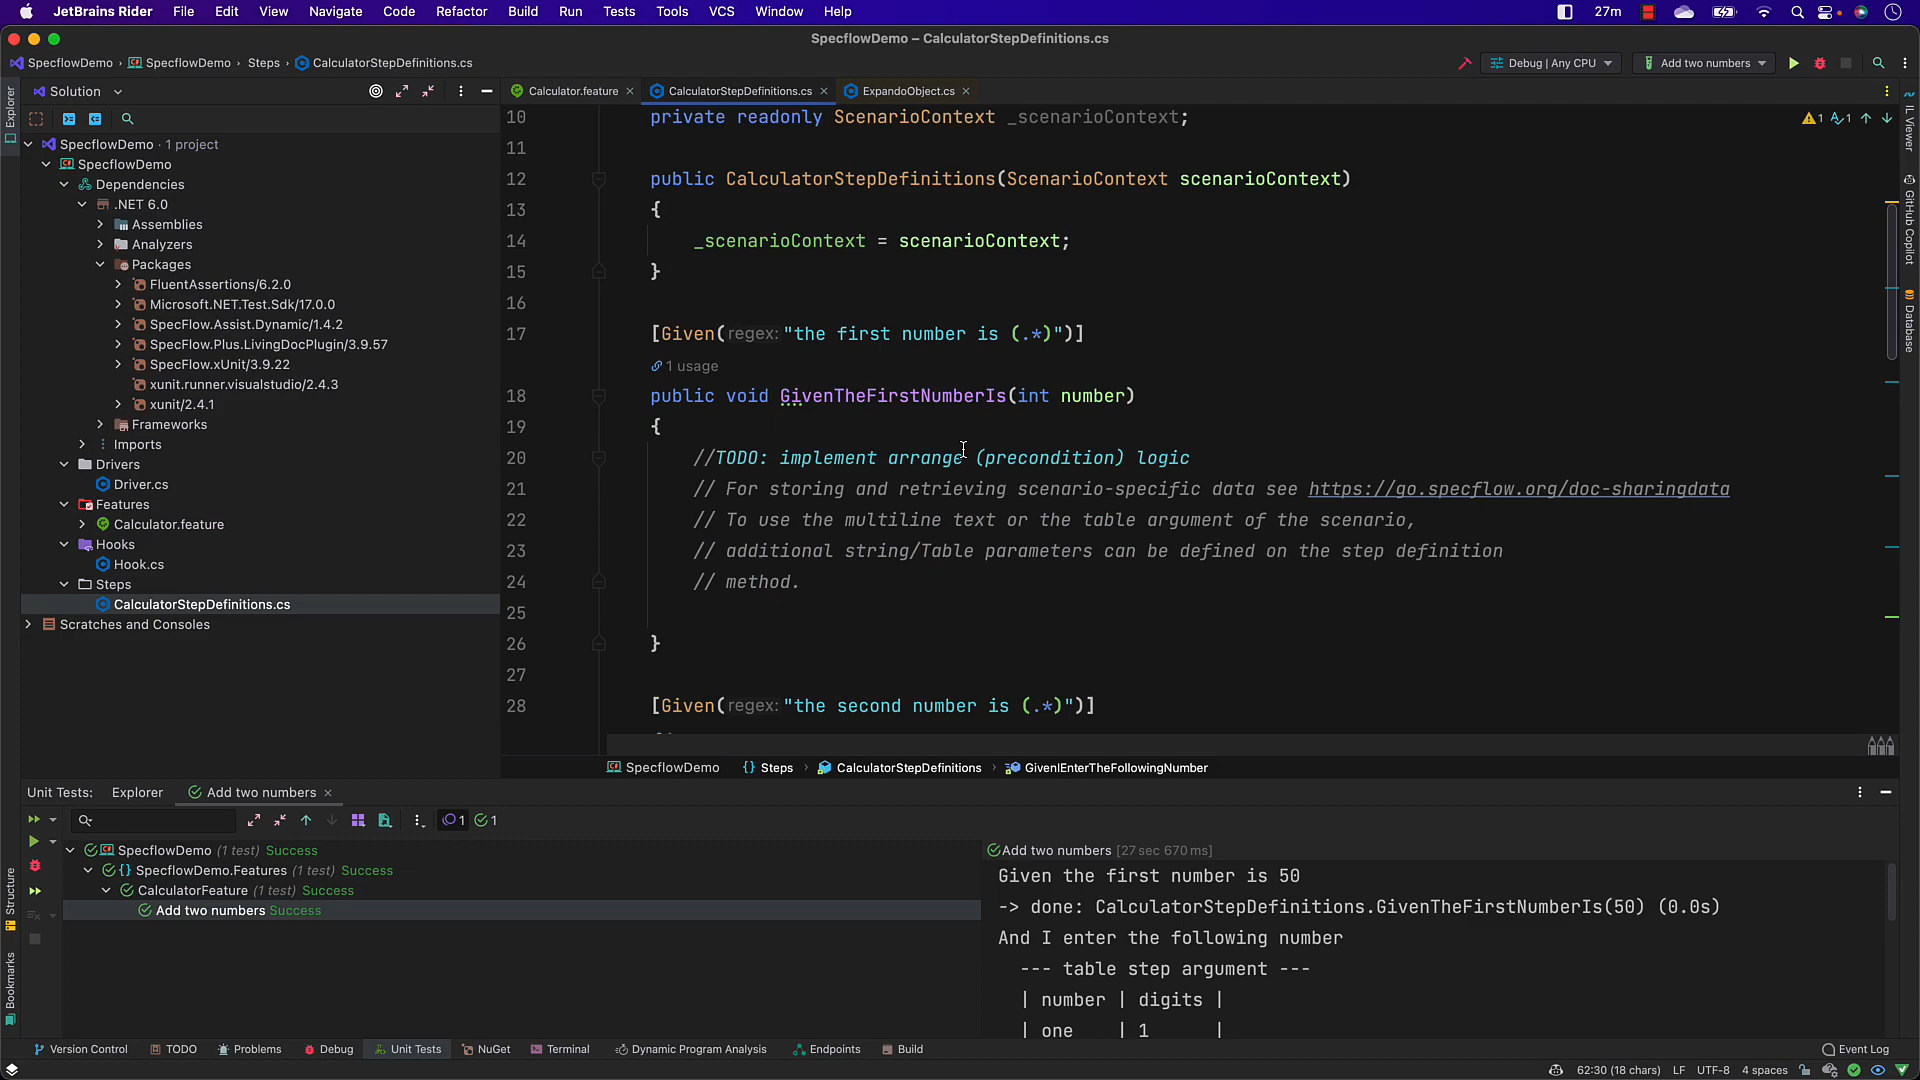 JetBrains Rider File Edit View Navigate Code Refactor Build Run Tests Tools VCS Window Help 27m
SpecflowDemo – CalculatorStepDefinitions.cs
SpecflowDemo SpecflowDemo Steps CalculatorStepDefinitions.cs Debug | Any CPU Add two numbers
Explorer
Solution
Calculator.feature CalculatorStepDefinitions.cs ExpandoObject.cs
SpecflowDemo · 1 project
SpecflowDemo
Dependencies
.NET 6.0
Assemblies
Analyzers
Packages
FluentAssertions/6.2.0
Microsoft.NET.Test.Sdk/17.0.0
SpecFlow.Assist.Dynamic/1.4.2
SpecFlow.Plus.LivingDocPlugin/3.9.57
SpecFlow.xUnit/3.9.22
xunit.runner.visualstudio/2.4.3
xunit/2.4.1
Frameworks
Imports
Drivers
Driver.cs
Features
Calculator.feature
Hooks
Hook.cs
Steps
CalculatorStepDefinitions.cs
Scratches and Consoles
10 private readonly ScenarioContext _scenarioContext;
11
12 public CalculatorStepDefinitions(ScenarioContext scenarioContext)
13 {
14 _scenarioContext = scenarioContext;
15 }
16
17 [Given(regex:"the first number is (.*)")]
1 usage
18 public void GivenTheFirstNumberIs(int number)
19 {
20 //TODO: implement arrange (precondition) logic
21 // For storing and retrieving scenario-specific data see https://go.specflow.org/doc-sharingdata
22 // To use the multiline text or the table argument of the scenario,
23 // additional string/Table parameters can be defined on the step definition
24 // method.
25
26 }
27
28 [Given(regex:"the second number is (.*)")]
1 1
IL Viewer
GitHub Copilot
Database
SpecflowDemo {} Steps CalculatorStepDefinitions GivenIEnterTheFollowingNumber
Unit Tests: Explorer Add two numbers
1 1
SpecflowDemo (1 test) Success
{} SpecflowDemo.Features (1 test) Success
CalculatorFeature (1 test) Success
Add two numbers Success
Add two numbers [27 sec 670 ms]
Given the first number is 50
-> done: CalculatorStepDefinitions.GivenTheFirstNumberIs(50) (0.0s)
And I enter the following number
--- table step argument ---
| number | digits |
| one | 1 |
Structure
Bookmarks
Version Control TODO Problems Debug Unit Tests NuGet Terminal Dynamic Program Analysis Endpoints Build Event Log
62:30 (18 chars) LF UTF-8 4 spaces